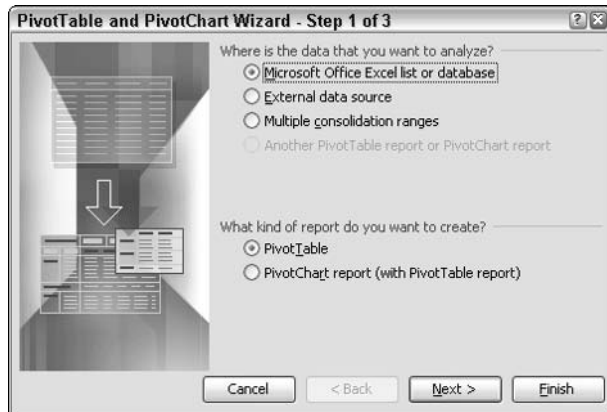 PivotTable and PivotChart Wizard - Step 1 of 3
Where is the data that you want to analyze?
Microsoft Office Excel list or database
External data source
Multiple consolidation ranges
Another PivotTable report or PivotChart report
What kind of report do you want to create?
PivotTable
PivotChart report (with PivotTable report)
Cancel
< Back
Next >
Finish